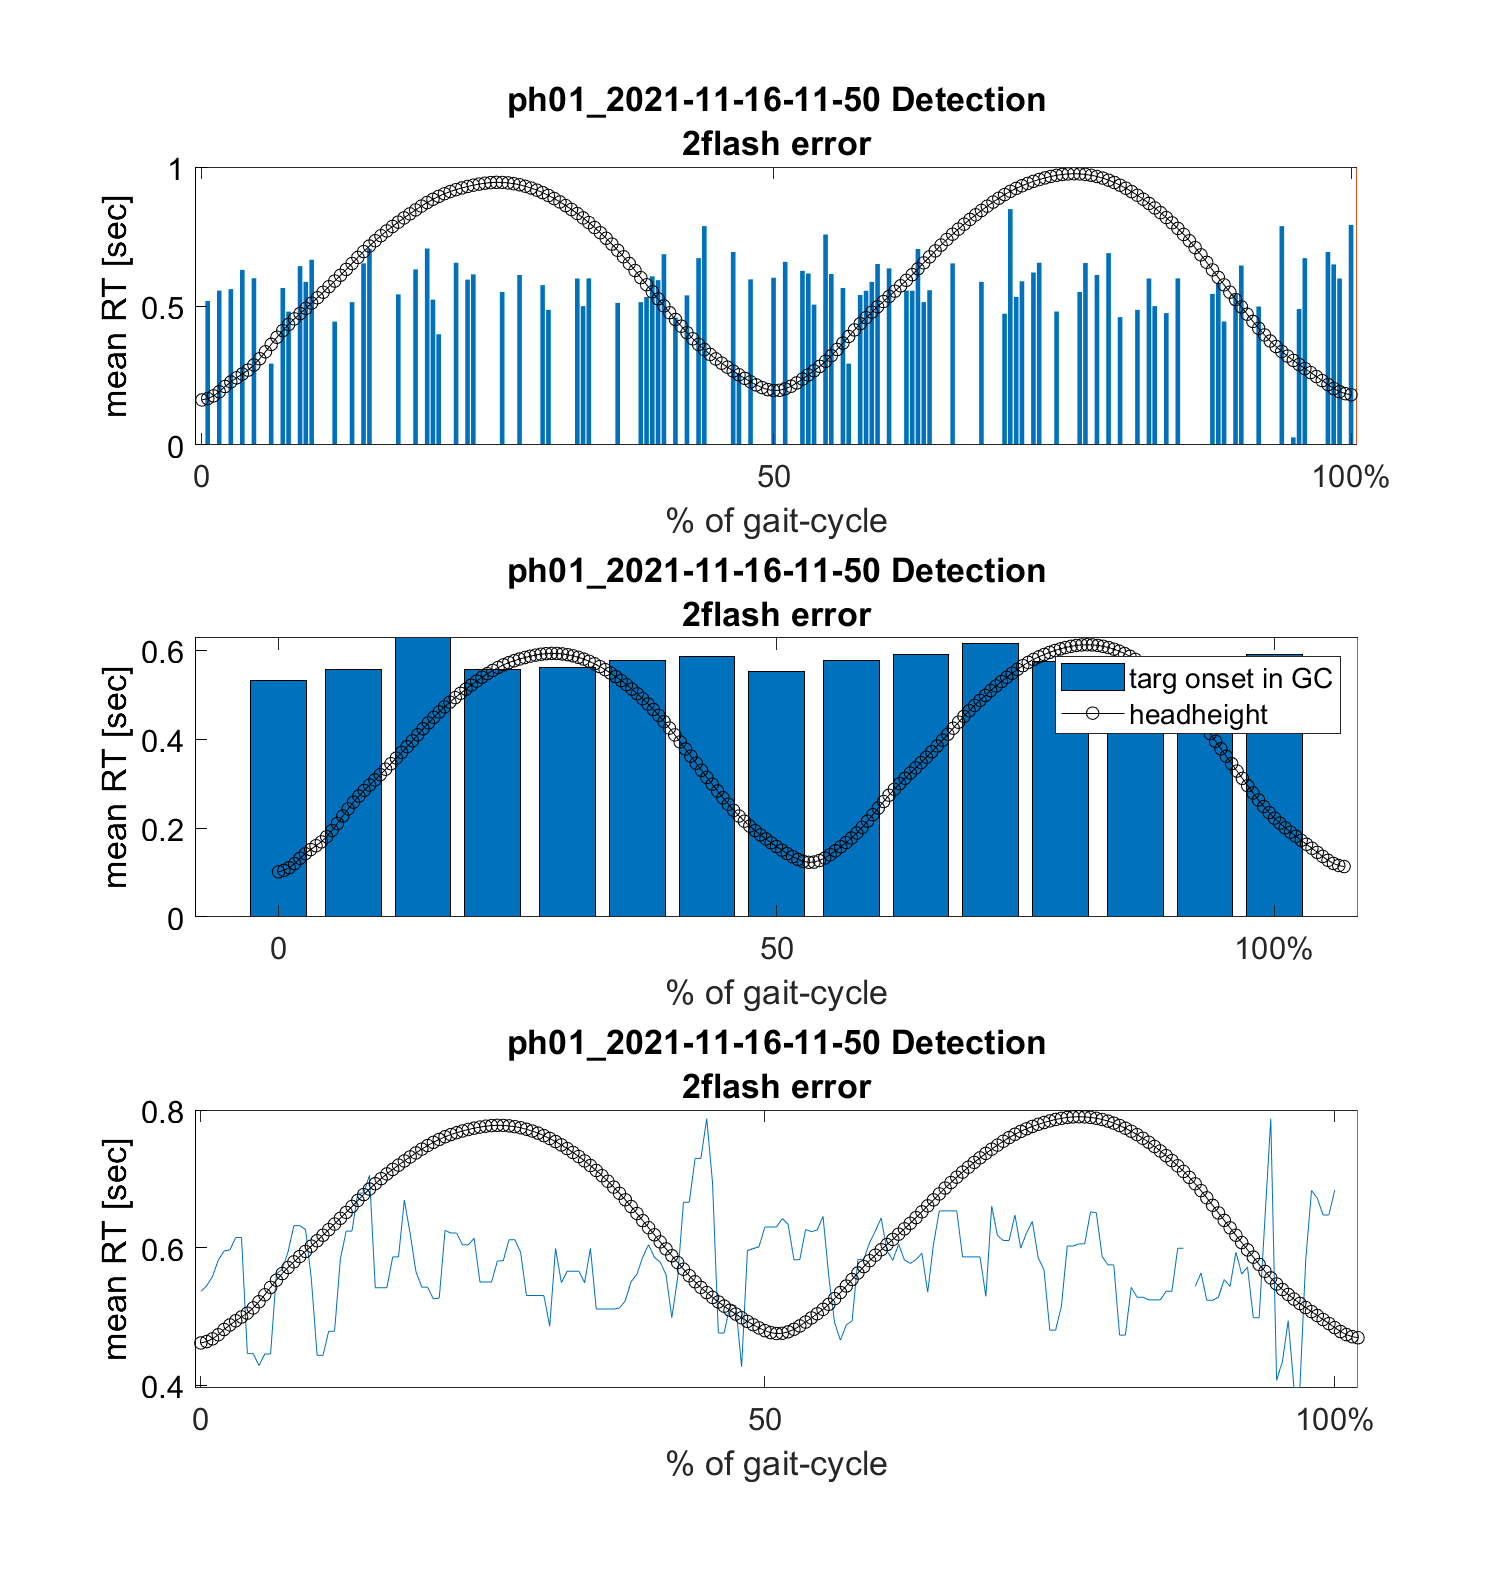 ph01_2021-11-16-11-50 Detection
2flash error
mean RT [sec]
1
0.5
0
0 50 100%
% of gait-cycle
ph01_2021-11-16-11-50 Detection
2flash error
mean RT [sec]
0.6
0.4
0.2
0
targ onset in GC
headheight
0 50 100%
% of gait-cycle
ph01_2021-11-16-11-50 Detection
2flash error
mean RT [sec]
0.8
0.6
0.4
0 50 100%
% of gait-cycle